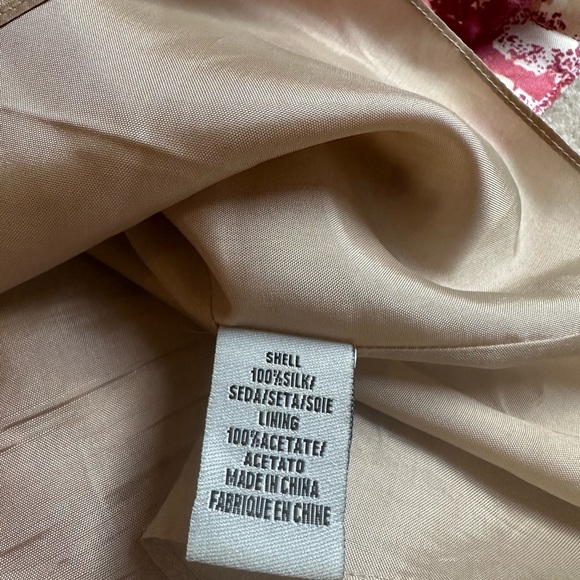 SHELL
100%SILK/
SEDA/SETA/SOIE
LINING
100%ACETATE/
ACETATO
MADE IN CHINA
FABRIQUE EN CHINE